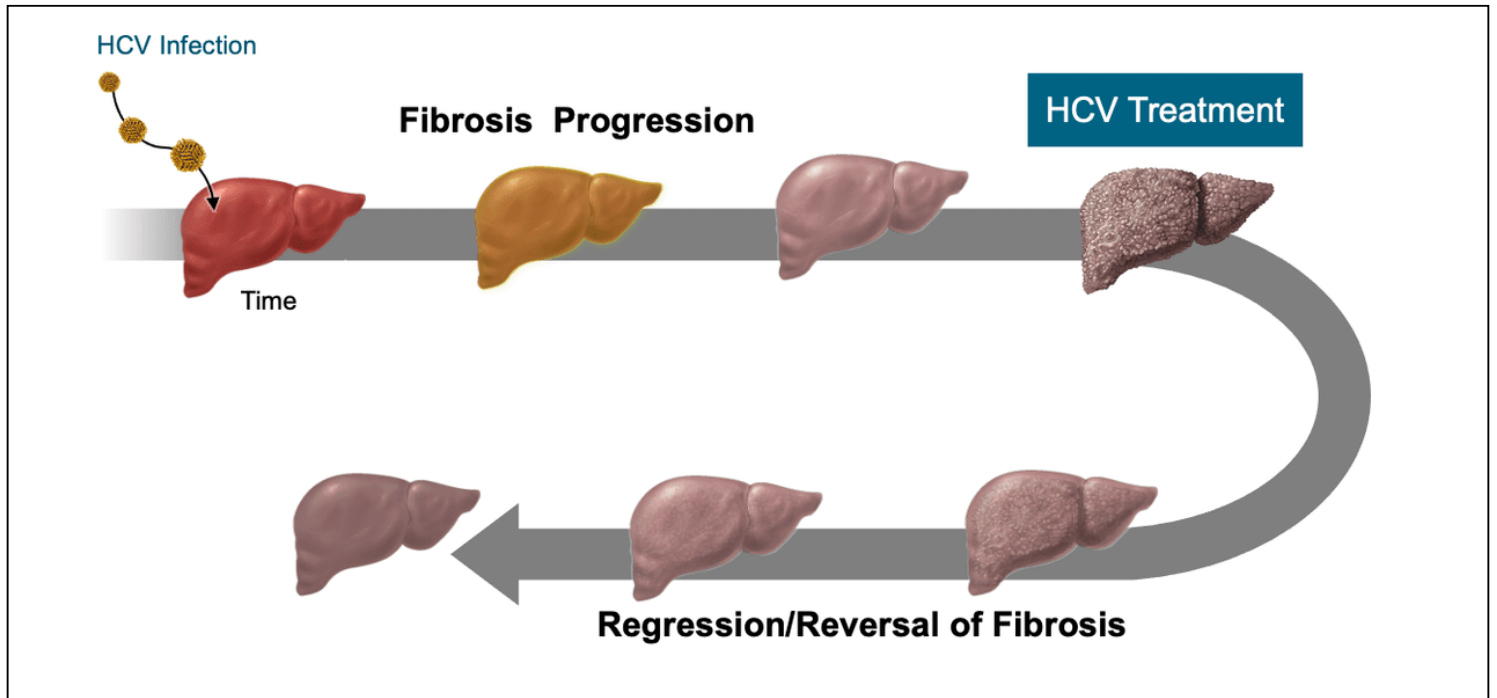 HCV Infection
Fibrosis Progression
HCV Treatment
Time
Regression/Reversal of Fibrosis